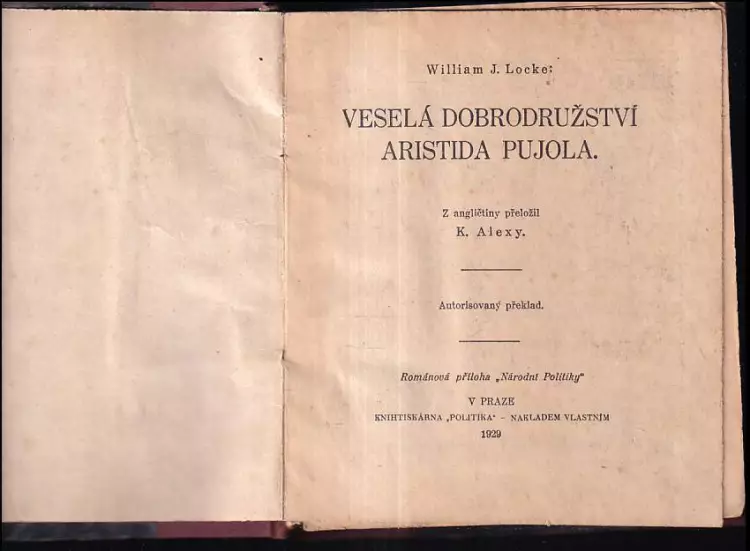 William J. Locke:
VESELÁ DOBRODRUŽSTVÍ
ARISTIDA PUJOLA.
Z angličtiny přeložil
K. Alexy.
Autorisovaný překlad.
Románová příloha „Národní Politiky“
V PRAZE
KNIHTISKÁRNA „POLITIKA“ – NAKLADEM VLASTNÍM
1929